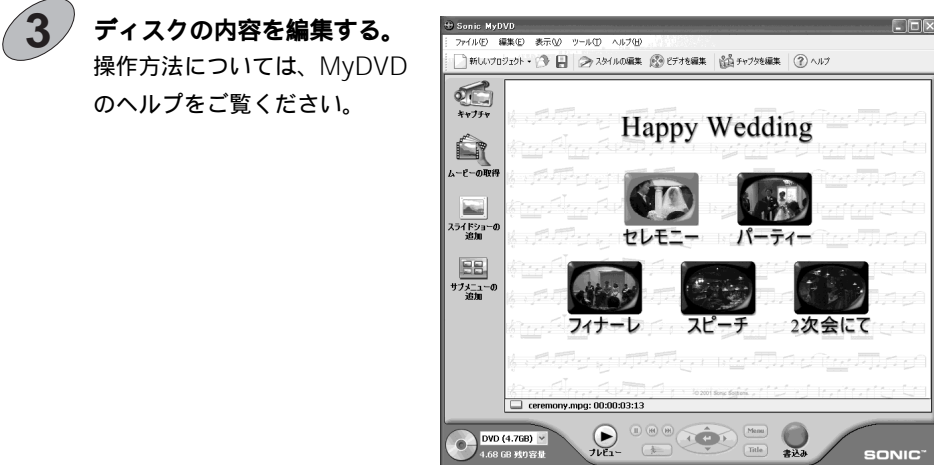 3
ディスクの内容を編集する。
操作方法については、MyDVD
のヘルプをご覧ください。
Sonic MyDVD
ファイル(F) 編集(E) 表示(V) ツール(T) ヘルプ(H)
新しいプロジェクト スタイルの編集 ビデオを編集 チャプタを編集 ヘルプ
キャプチャ
ムービーの取得
スライドショーの
追加
サブメニューの
追加
Happy Wedding
セレモニー パーティー
フィナーレ スピーチ 2次会にて
ceremony.mpg: 00:00:03:13
DVD (4.7GB)
4.68 GB 残り容量
プレビュー
Menu
Title
書込み
SONIC™